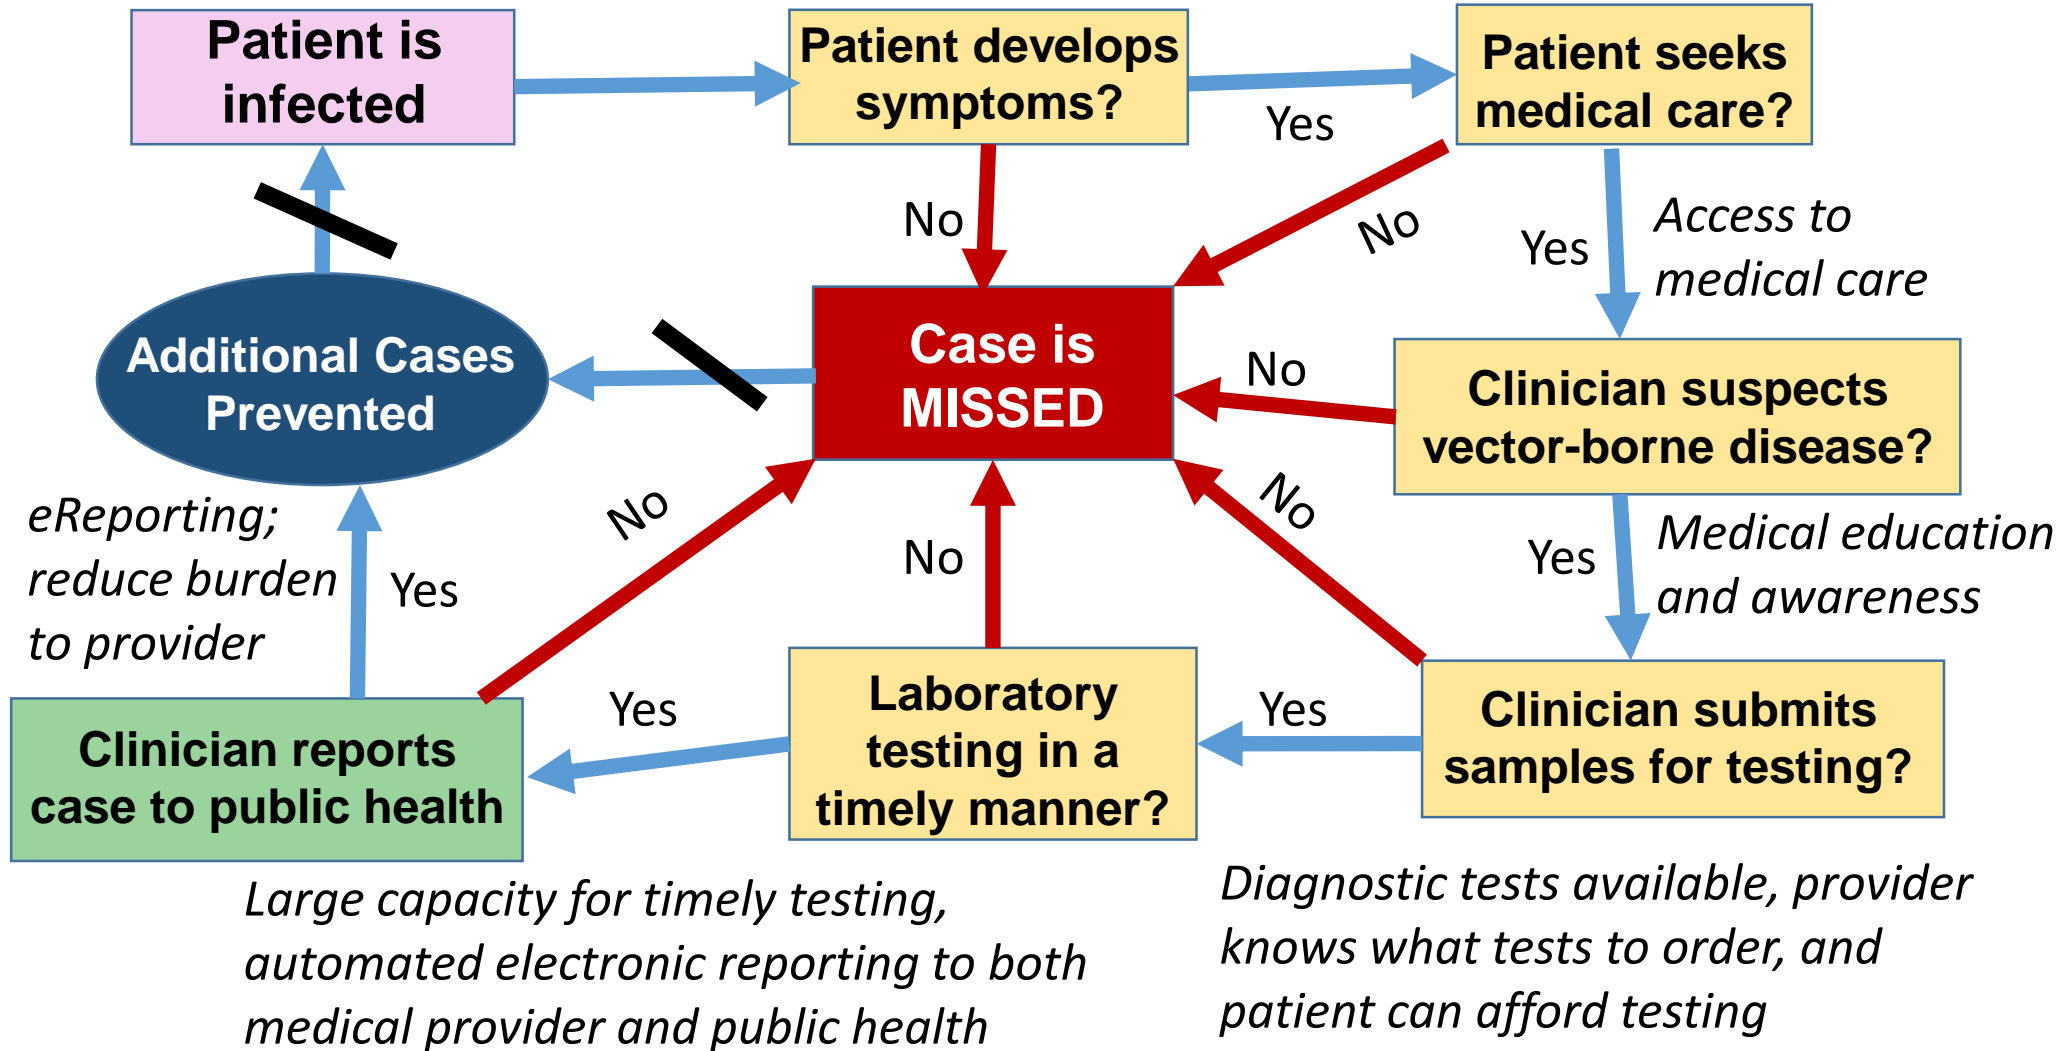 Patient is
infected
Patient develops
symptoms?
Yes
Patient seeks
medical care?
No
No
Yes
Access to
medical care
Additional Cases
Prevented
Case is
MISSED
No
Clinician suspects
vector-borne disease?
eReporting;
reduce burden
to provider
Yes
No
No
No
Yes
Medical education
and awareness
Clinician reports
case to public health
Yes
Laboratory
testing in a
timely manner?
Yes
Clinician submits
samples for testing?
Large capacity for timely testing,
automated electronic reporting to both
medical provider and public health
Diagnostic tests available, provider
knows what tests to order, and
patient can afford testing